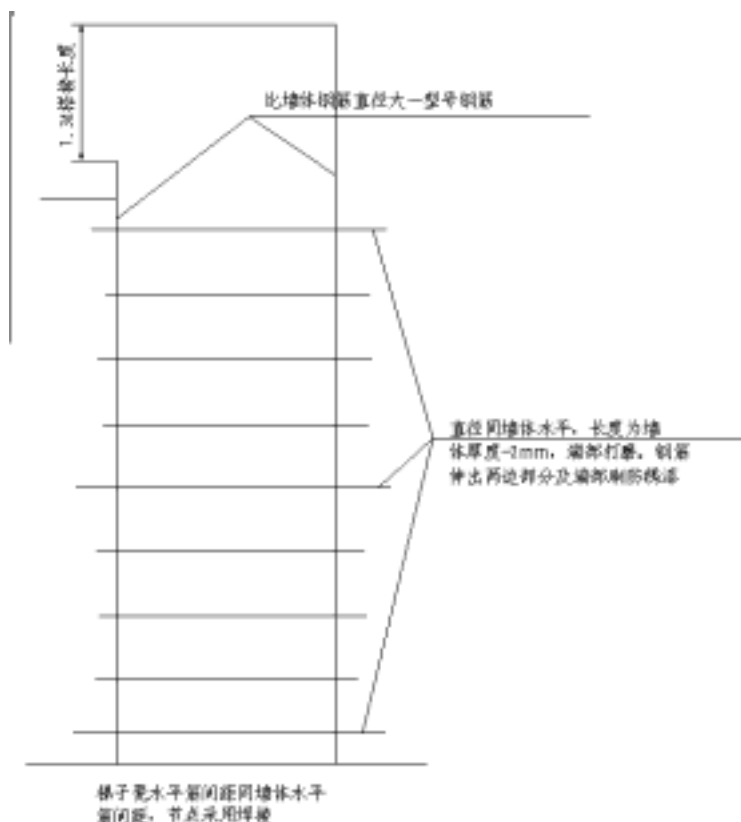 1.3倍搭接长度
比墙体钢筋直径大一型号钢筋
直径同墙体水平,长度为墙
体厚度-2mm,端部打磨,钢筋
伸出两边部分及端部刷防锈漆
梯子凳水平筋间距同墙体水平
筋间距,节点采用焊接